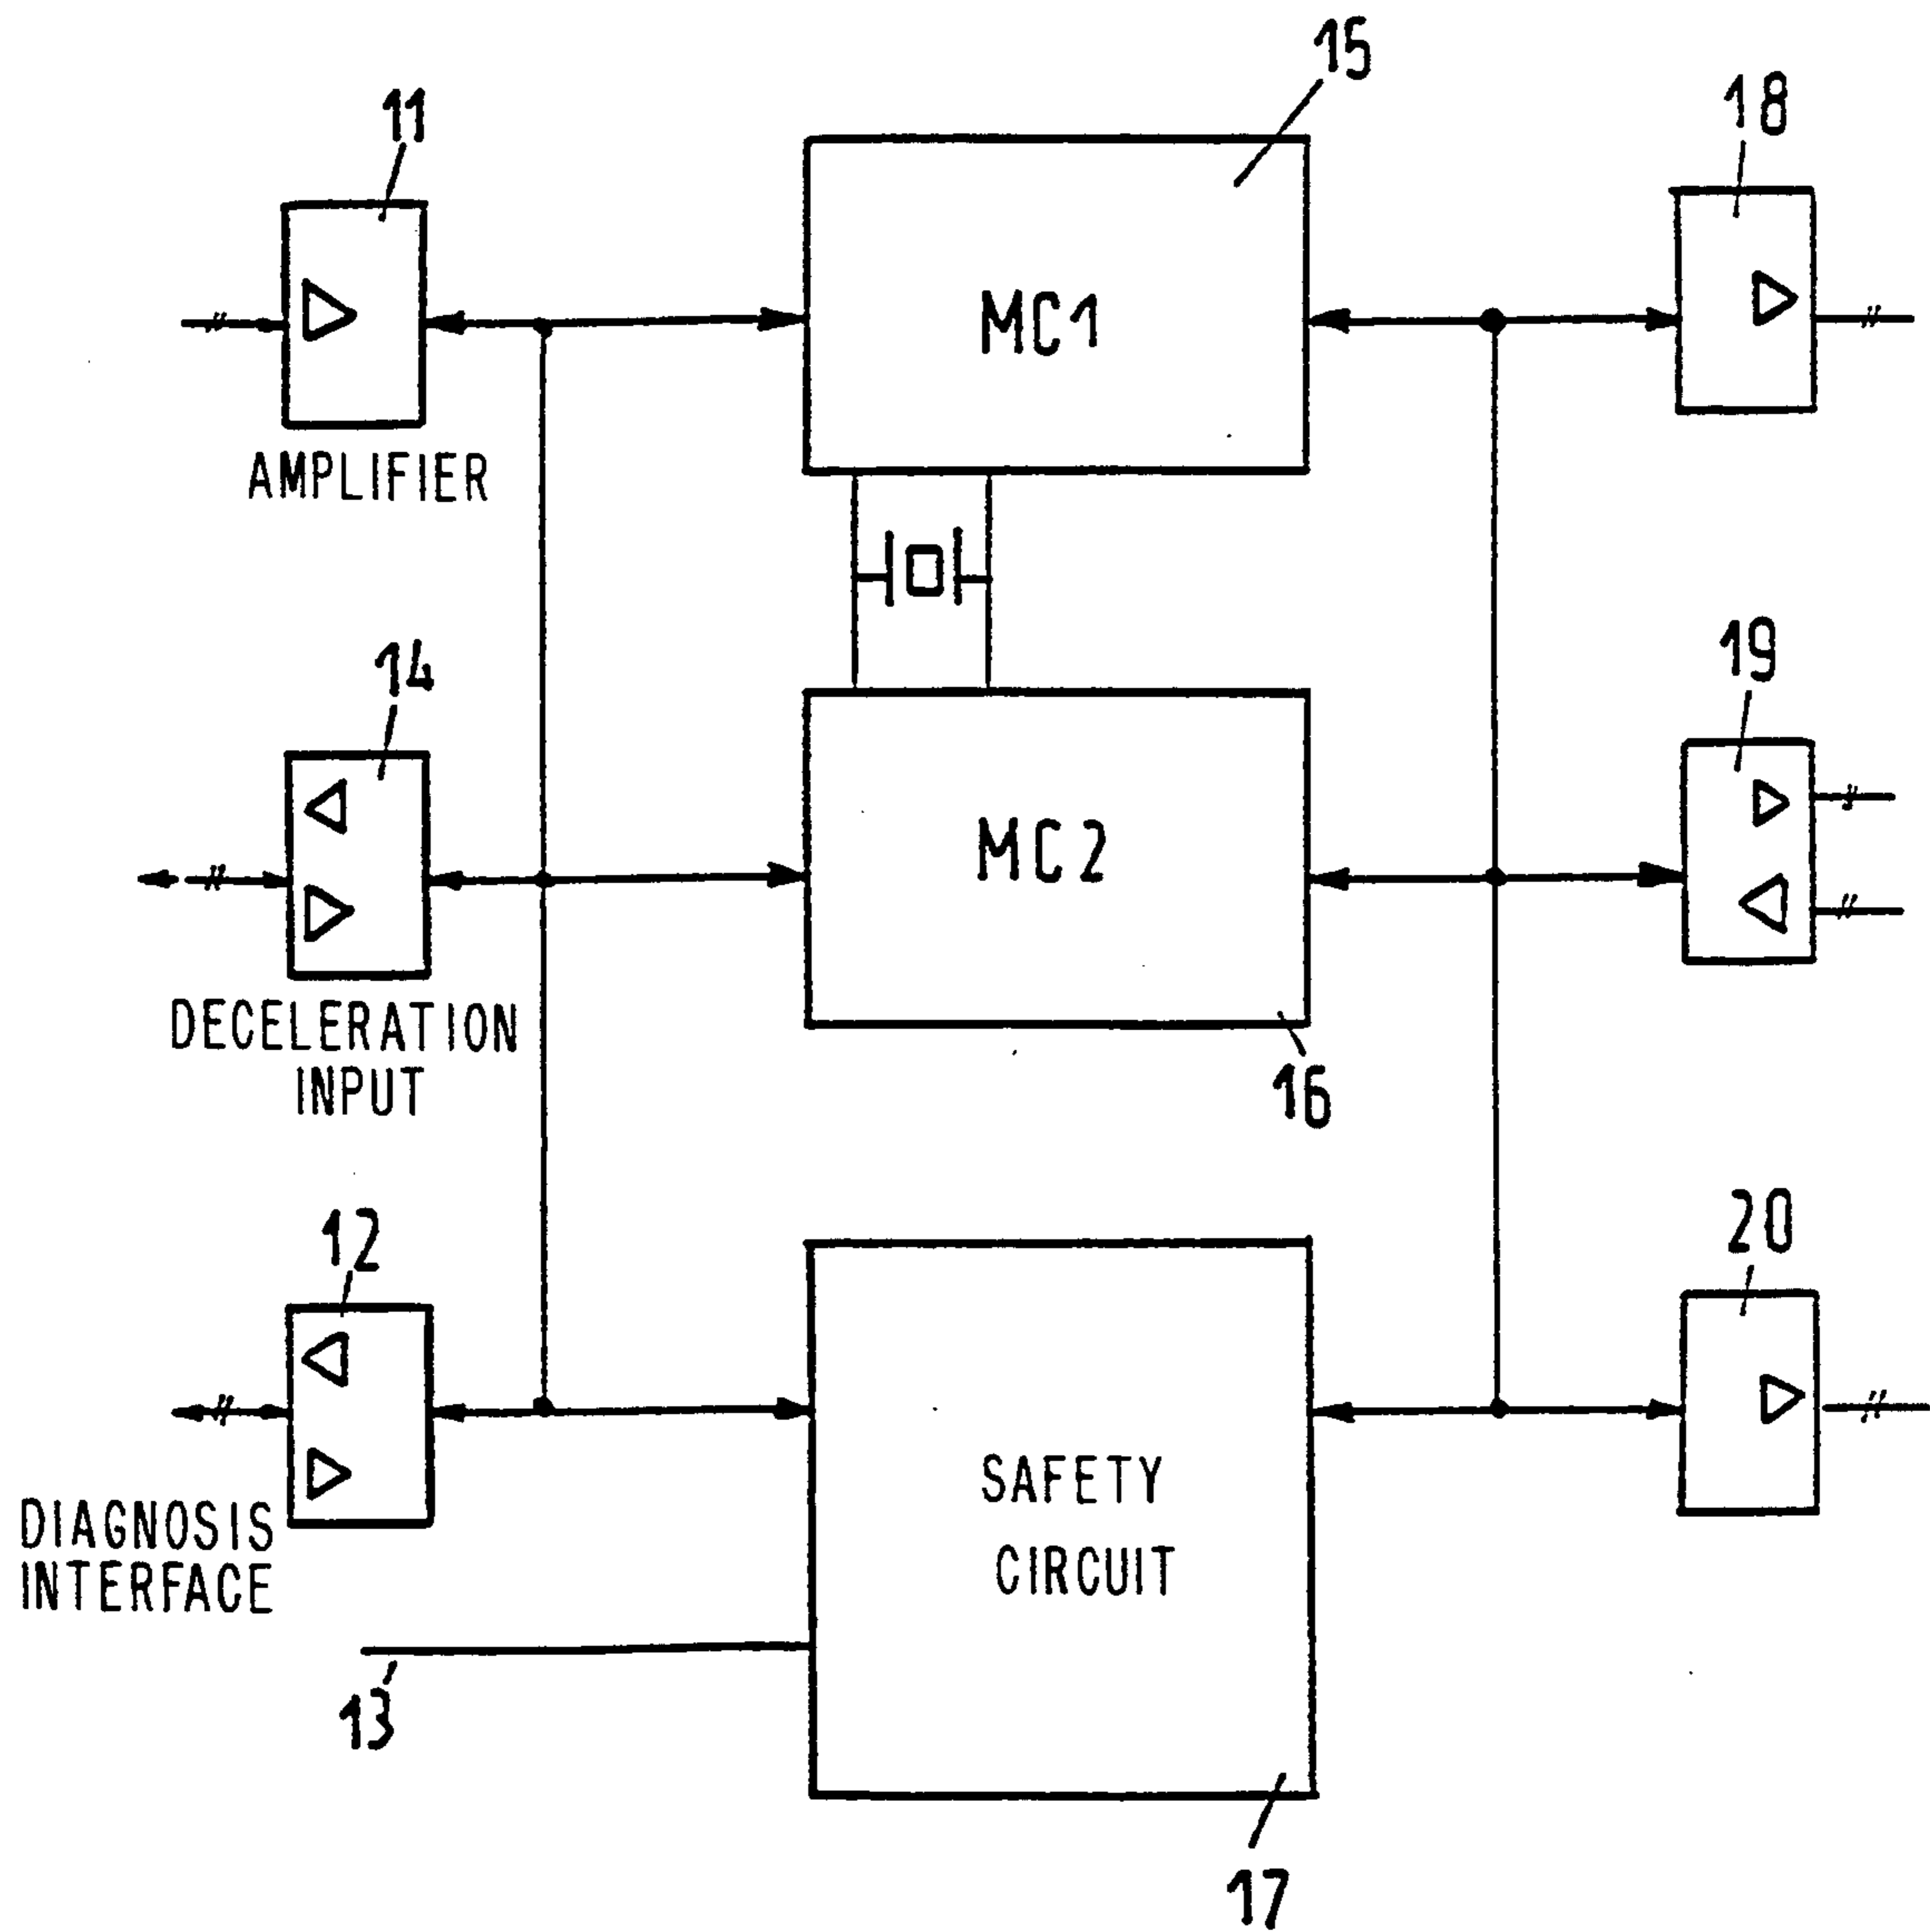 15
11
18
MC1
AMPLIFIER
14
19
MC2
DECELERATION
INPUT
16
12
20
SAFETY
CIRCUIT
DIAGNOSIS
INTERFACE
13
17